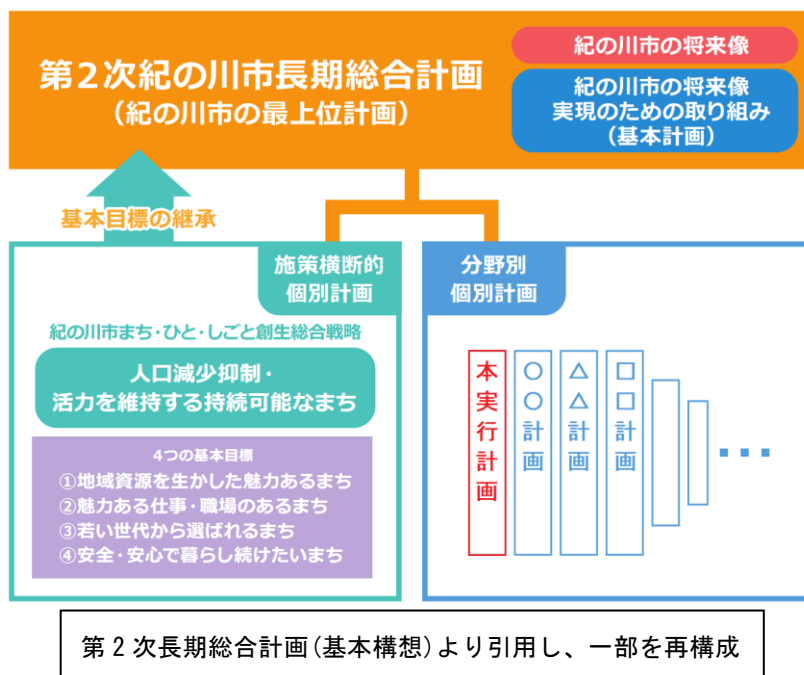 第２次紀の川市長期総合計画
（紀の川市の最上位計画）
紀の川市の将来像
紀の川市の将来像
実現のための取り組み
（基本計画）
基本目標の継承
施策横断的
個別計画
紀の川市まち・ひと・しごと創生総合戦略
人口減少抑制・
活力を維持する持続可能なまち
4つの基本目標
①地域資源を生かした魅力あるまち
②魅力ある仕事・職場のあるまち
③若い世代から選ばれるまち
④安全・安心で暮らし続けたいまち
分野別
個別計画
本実行計画
〇〇計画
△△計画
□□計画
…
第２次長期総合計画(基本構想)より引用し、一部を再構成